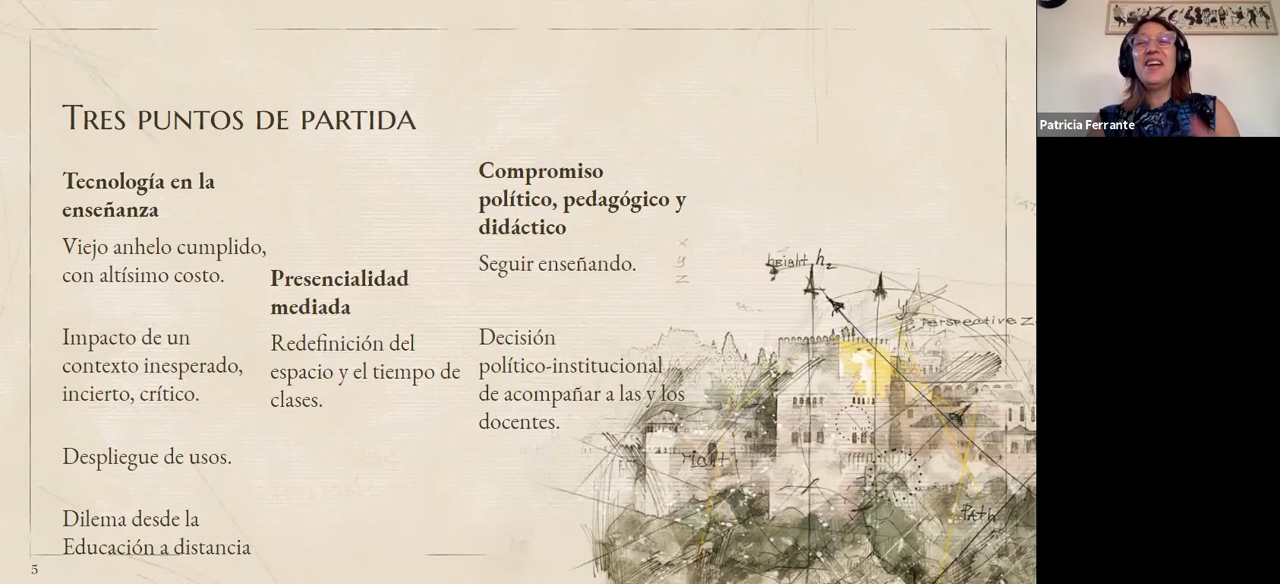 Tres puntos de partida
Tecnología en la
enseñanza
Viejo anhelo cumplido,
con altísimo costo.
Impacto de un
contexto inesperado,
incierto, crítico.
Despliegue de usos.
Dilema desde la
Educación a distancia
Presencialidad
mediada
Redefinición del
espacio y el tiempo de
clases.
Compromiso
político, pedagógico y
didáctico
Seguir enseñando.
Decisión
político-institucional
de acompañar a las y los
docentes.
x
y
z
height h2
Perspective Z
Path
5
Patricia Ferrante